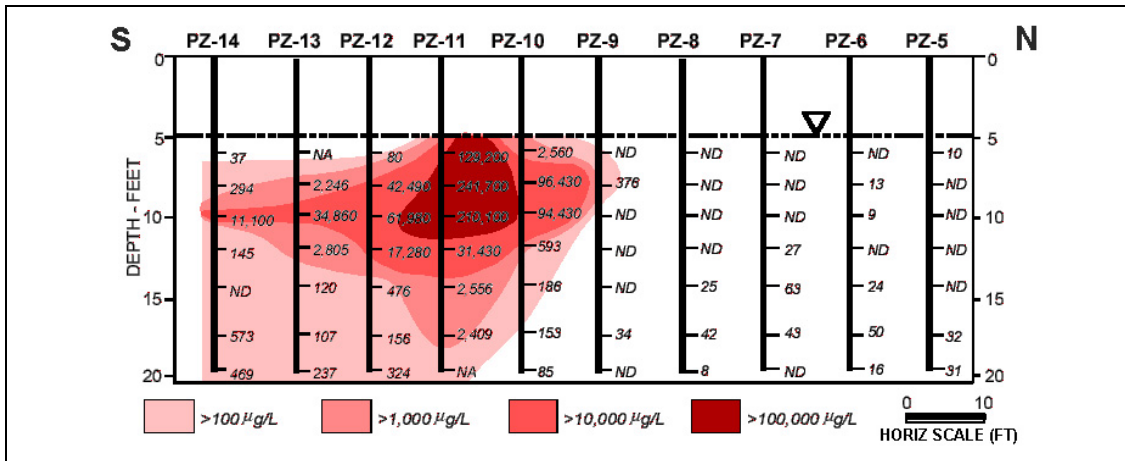 S PZ-14 PZ-13 PZ-12 PZ-11 PZ-10 PZ-9 PZ-8 PZ-7 PZ-6 PZ-5 N
0 0
5 5
37 NA 80 129,200 2,560 ND ND ND ND 10
294 2,246 42,490 341,700 96,430 376 ND ND 13 ND
DEPTH - FEET
10 11,100 34,860 61,950 210,100 94,430 ND ND ND 9 ND 10
145 2,805 17,280 31,430 593 ND ND 27 ND ND
ND 120 476 2,556 186 ND 25 63 24 ND
15 15
573 107 156 2,409 153 34 42 43 50 32
20 469 237 324 NA 85 ND 8 ND 16 31 20
>100 µg/L >1,000 µg/L >10,000 µg/L >100,000 µg/L
0 10
HORIZ SCALE (FT)